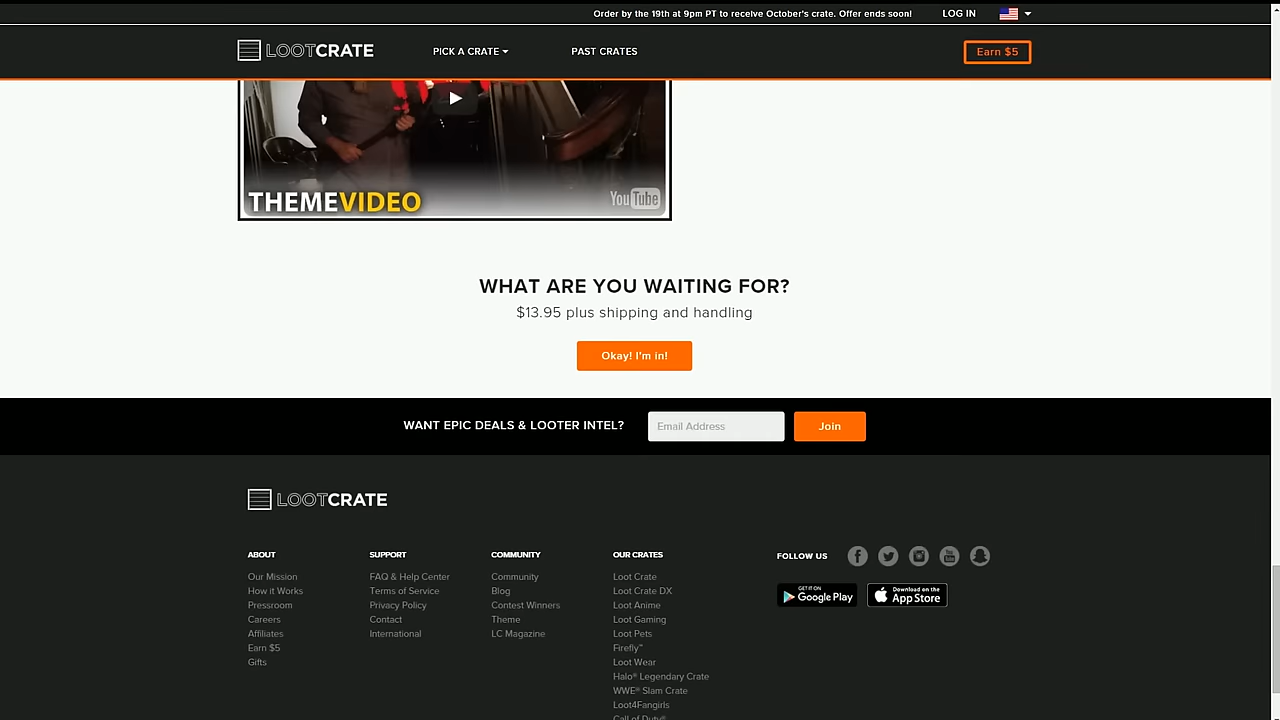 Order by the 19th at 9pm PT to receive October's crate. Offer ends soon!
LOG IN
LOOTCRATE
PICK A CRATE
PAST CRATES
Earn $5
THEMEVIDEO
YouTube
WHAT ARE YOU WAITING FOR?
$13.95 plus shipping and handling
Okay! I'm in!
WANT EPIC DEALS & LOOTER INTEL?
Email Address
Join
LOOTCRATE
ABOUT
Our Mission
How it Works
Pressroom
Careers
Affiliates
Earn $5
Gifts
SUPPORT
FAQ & Help Center
Terms of Service
Privacy Policy
Contact
International
COMMUNITY
Community
Blog
Contest Winners
Theme
LC Magazine
OUR CRATES
Loot Crate
Loot Crate DX
Loot Anime
Loot Gaming
Loot Pets
Firefly™
Loot Wear
Halo® Legendary Crate
WWE® Slam Crate
Loot4Fangirls
Call of Duty®
FOLLOW US
GET IT ON
Google Play
Download on the
App Store